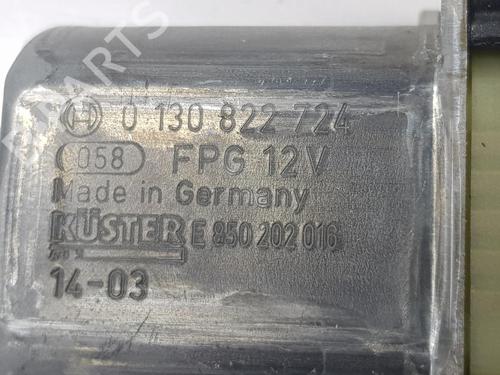 0 130 822 724
058 FPG 12V
Made in Germany
KÜSTER E 850 202 016
14-03